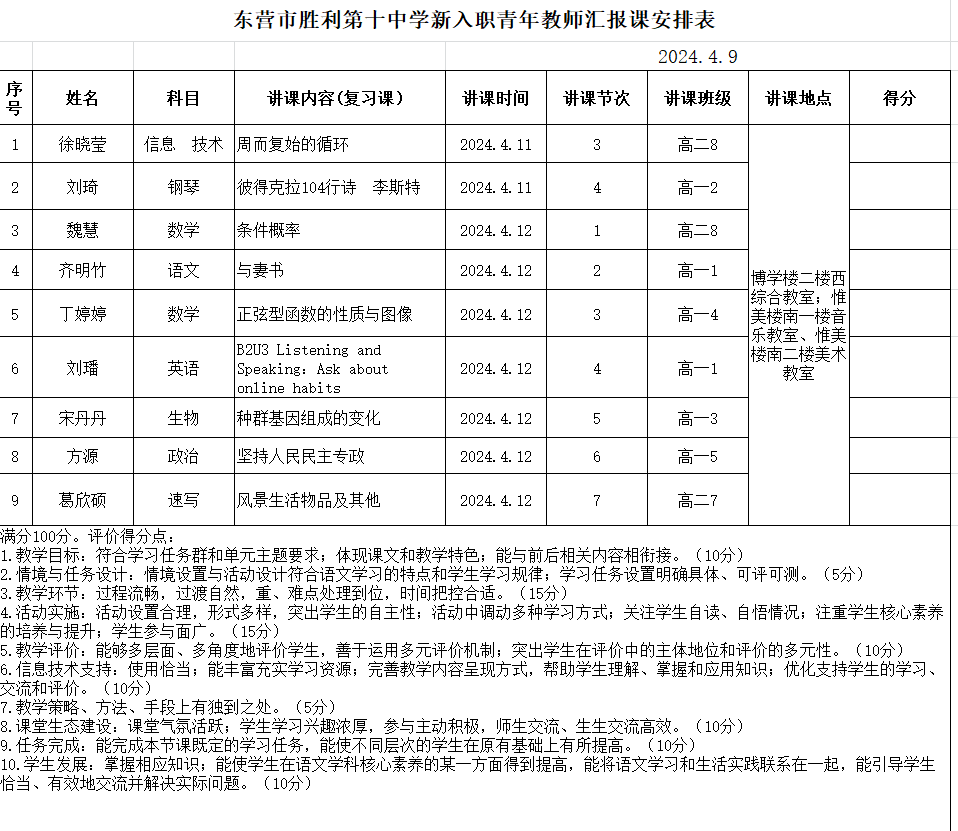 东营市胜利第十中学新入职青年教师汇报课安排表
2024.4.9
序号 姓名 科目 讲课内容(复习课) 讲课时间 讲课节次 讲课班级 讲课地点 得分
1 徐晓莹 信息 技术 周而复始的循环 2024.4.11 3 高二8
2 刘琦 钢琴 彼得克拉104行诗 李斯特 2024.4.11 4 高一2
3 魏慧 数学 条件概率 2024.4.12 1 高二8
4 齐明竹 语文 与妻书 2024.4.12 2 高一1
5 丁婷婷 数学 正弦型函数的性质与图像 2024.4.12 3 高一4
6 刘璠 英语 B2U3 Listening and
Speaking：Ask about
online habits 2024.4.12 4 高一1
7 宋丹丹 生物 种群基因组成的变化 2024.4.12 5 高一3
8 方源 政治 坚持人民民主专政 2024.4.12 6 高一5
9 葛欣硕 速写 风景生活物品及其他 2024.4.12 7 高二7
博学楼二楼西
综合教室；惟
美楼南一楼音
乐教室、惟美
楼南二楼美术
教室
满分100分。评价得分点：
1.教学目标：符合学习任务群和单元主题要求；体现课文和教学特色；能与前后相关内容相衔接。（10分）
2.情境与任务设计：情境设置与活动设计符合语文学习的特点和学生学习规律；学习任务设置明确具体、可评可测。（5分）
3.教学环节：过程流畅，过渡自然，重、难点处理到位，时间把控合适。（15分）
4.活动实施：活动设置合理，形式多样，突出学生的自主性；活动中调动多种学习方式；关注学生自读、自悟情况；注重学生核心素养
的培养与提升；学生参与面广。（15分）
5.教学评价：能够多层面、多角度地评价学生，善于运用多元评价机制；突出学生在评价中的主体地位和评价的多元性。（10分）
6.信息技术支持：使用恰当；能丰富充实学习资源；完善教学内容呈现方式，帮助学生理解、掌握和应用知识；优化支持学生的学习、
交流和评价。（10分）
7.教学策略、方法、手段上有独到之处。（5分）
8.课堂生态建设：课堂气氛活跃；学生学习兴趣浓厚，参与主动积极，师生交流、生生交流高效。（10分）
9.任务完成：能完成本节课既定的学习任务，能使不同层次的学生在原有基础上有所提高。（10分）
10.学生发展：掌握相应知识；能使学生在语文学科核心素养的某一方面得到提高，能将语文学习和生活实践联系在一起，能引导学生
恰当、有效地交流并解决实际问题。（10分）